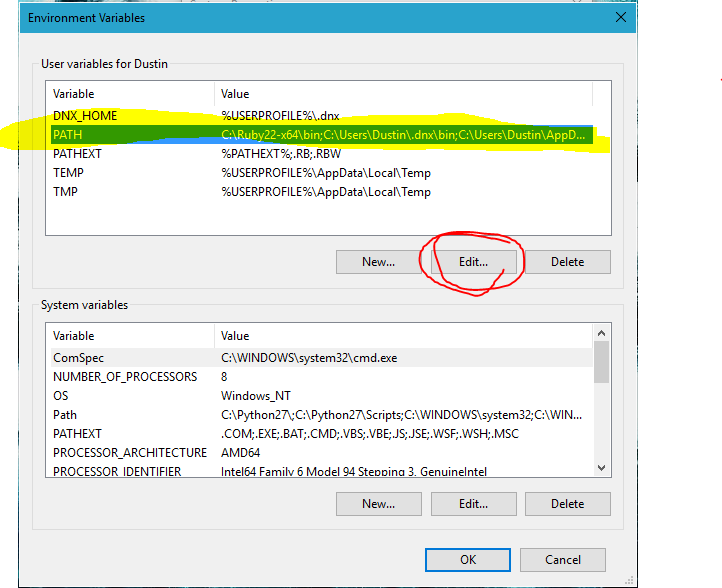 Environment Variables
User variables for Dustin
Variable Value
DNX_HOME %USERPROFILE%\.dnx
PATH C:\Ruby22-x64\bin;C:\Users\Dustin\.dnx\bin;C:\Users\Dustin\AppD...
PATHEXT %PATHEXT%;.RB;.RBW
TEMP %USERPROFILE%\AppData\Local\Temp
TMP %USERPROFILE%\AppData\Local\Temp
New... Edit... Delete
System variables
Variable Value
ComSpec C:\WINDOWS\system32\cmd.exe
NUMBER_OF_PROCESSORS 8
OS Windows_NT
Path C:\Python27\;C:\Python27\Scripts;C:\WINDOWS\system32;C:\WIN...
PATHEXT .COM;.EXE;.BAT;.CMD;.VBS;.VBE;.JS;.JSE;.WSF;.WSH;.MSC
PROCESSOR_ARCHITECTURE AMD64
PROCESSOR_IDENTIFIER Intel64 Family 6 Model 94 Stepping 3, GenuineIntel
New... Edit... Delete
OK Cancel